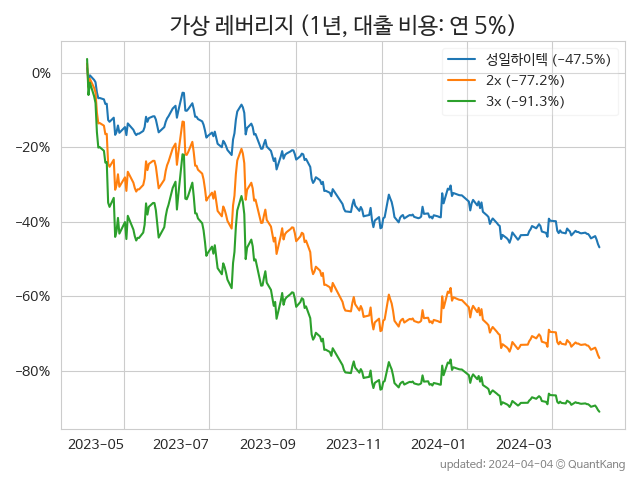 가상 레버리지 (1년, 대출 비용: 연 5%)
성일하이텍 (−47.5%)
2x (−77.2%)
3x (−91.3%)
0%
−20%
−40%
−60%
−80%
2023−05 2023−07 2023−09 2023−11 2024−01 2024−03
updated: 2024−04−04 © QuantKang